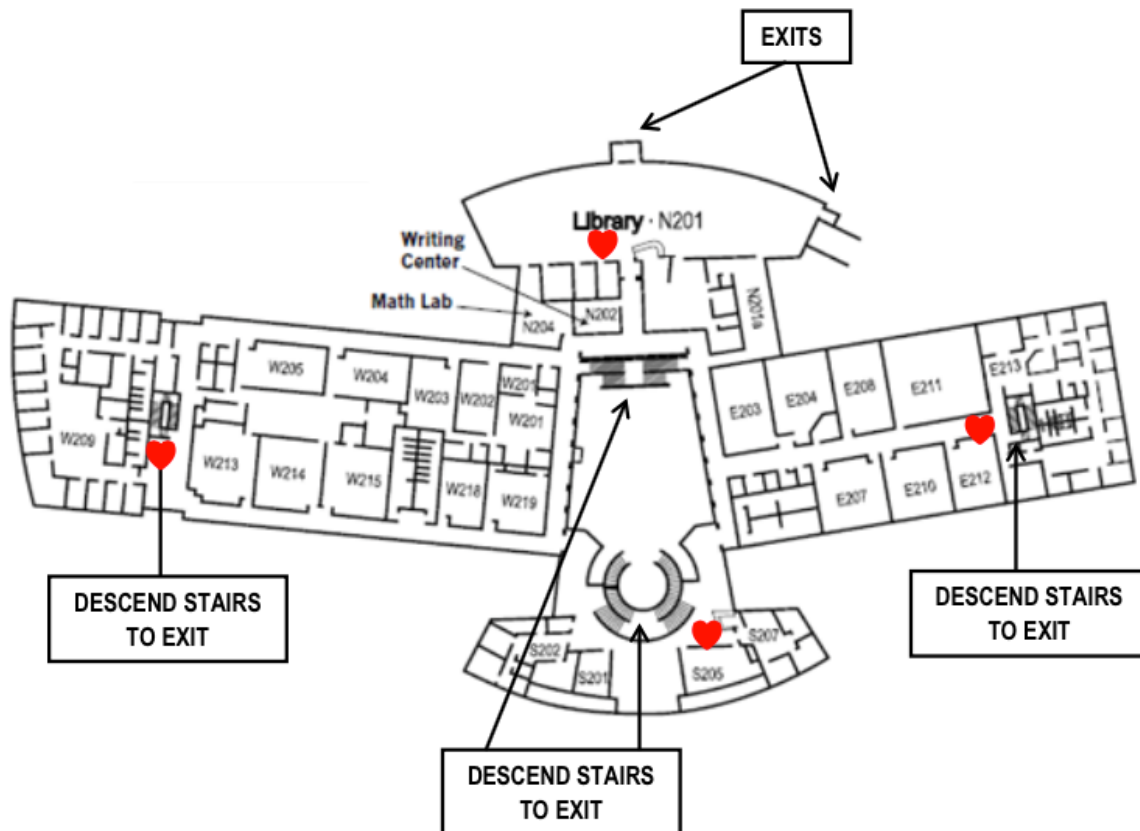 EXITS
Library · N201
Writing
Center
Math Lab
N204
N202
N201a
W205
W204
W203
W202
W201
W201
W209
W213
W214
W215
W218
W219
E203
E204
E208
E211
E213
E207
E210
E212
DESCEND STAIRS
TO EXIT
DESCEND STAIRS
TO EXIT
S202
S201
S205
S207
DESCEND STAIRS
TO EXIT